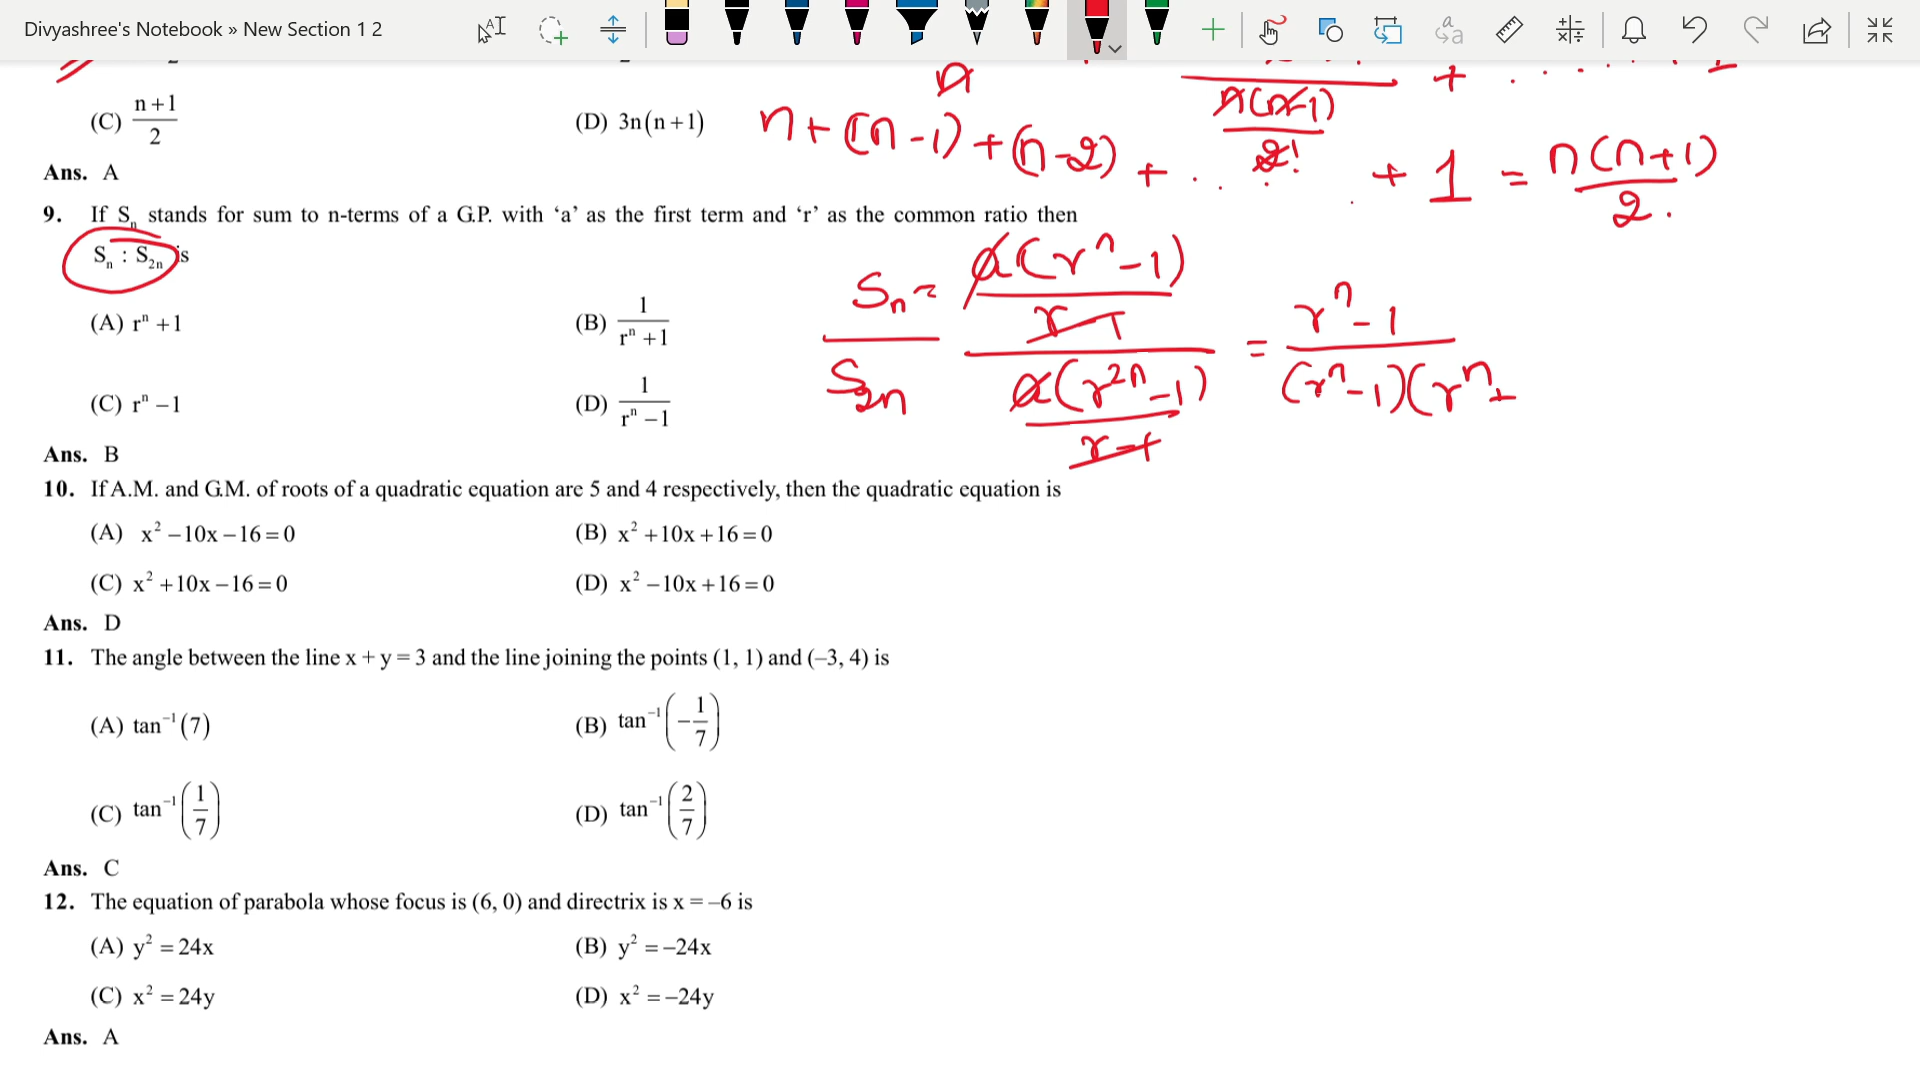 Divyashree's Notebook » New Section 1 2
(C) n+1/2 (D) 3n(n+1)
n + (n-1) + (n-2) + . . . . + 1 = n(n+1)/2.
n(n-1)/2! + . . . .
Ans. A
9. If Sn stands for sum to n-terms of a G.P. with ‘a’ as the first term and ‘r’ as the common ratio then
Sn : S2n is
(A) r^n + 1 (B) 1/(r^n + 1)
(C) r^n – 1 (D) 1/(r^n – 1)
Sn = a(r^n - 1)/r-1
S2n a(r^2n - 1)/r-1
= r^n - 1/(r^n - 1)(r^n +
Ans. B
10. If A.M. and G.M. of roots of a quadratic equation are 5 and 4 respectively, then the quadratic equation is
(A) x² – 10x – 16 = 0 (B) x² + 10x + 16 = 0
(C) x² + 10x – 16 = 0 (D) x² – 10x + 16 = 0
Ans. D
11. The angle between the line x + y = 3 and the line joining the points (1, 1) and (–3, 4) is
(A) tan⁻¹(7) (B) tan⁻¹(–1/7)
(C) tan⁻¹(1/7) (D) tan⁻¹(2/7)
Ans. C
12. The equation of parabola whose focus is (6, 0) and directrix is x = –6 is
(A) y² = 24x (B) y² = –24x
(C) x² = 24y (D) x² = –24y
Ans. A